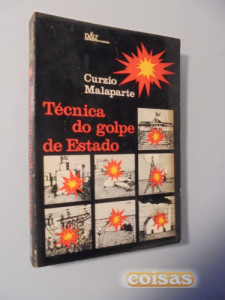 Curzio
Malaparte
Técnica
do golpe
de Estado
coisas